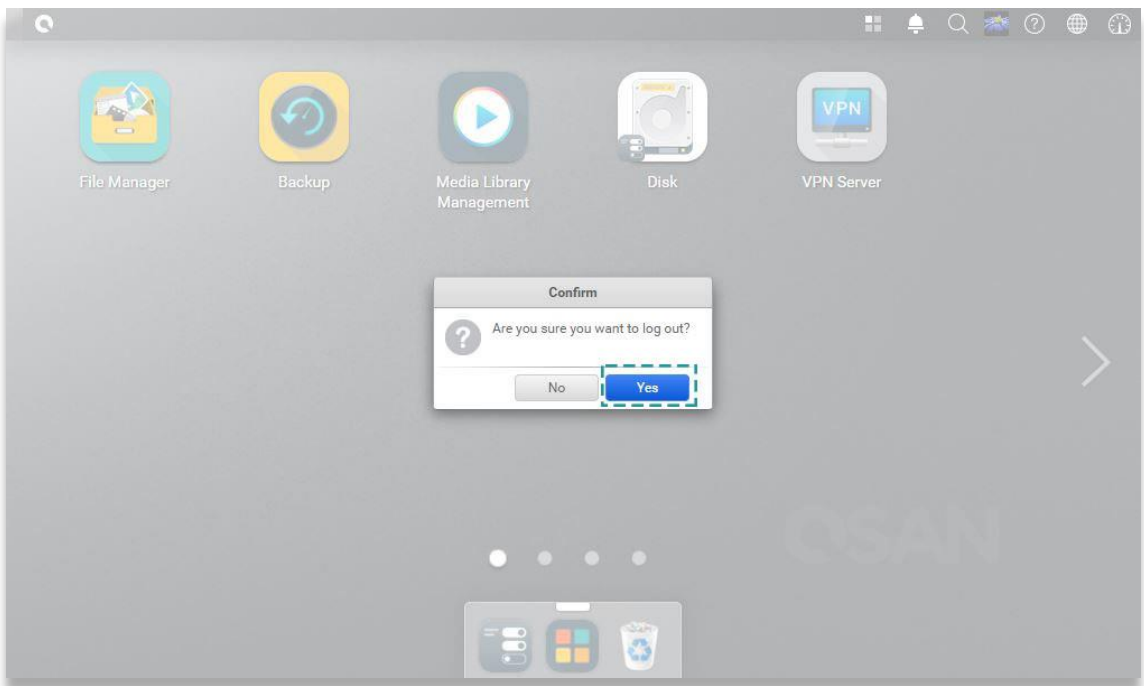 File Manager
Backup
Media Library
Management
Disk
VPN
VPN Server
Confirm
Are you sure you want to log out?
No
Yes
QSAN